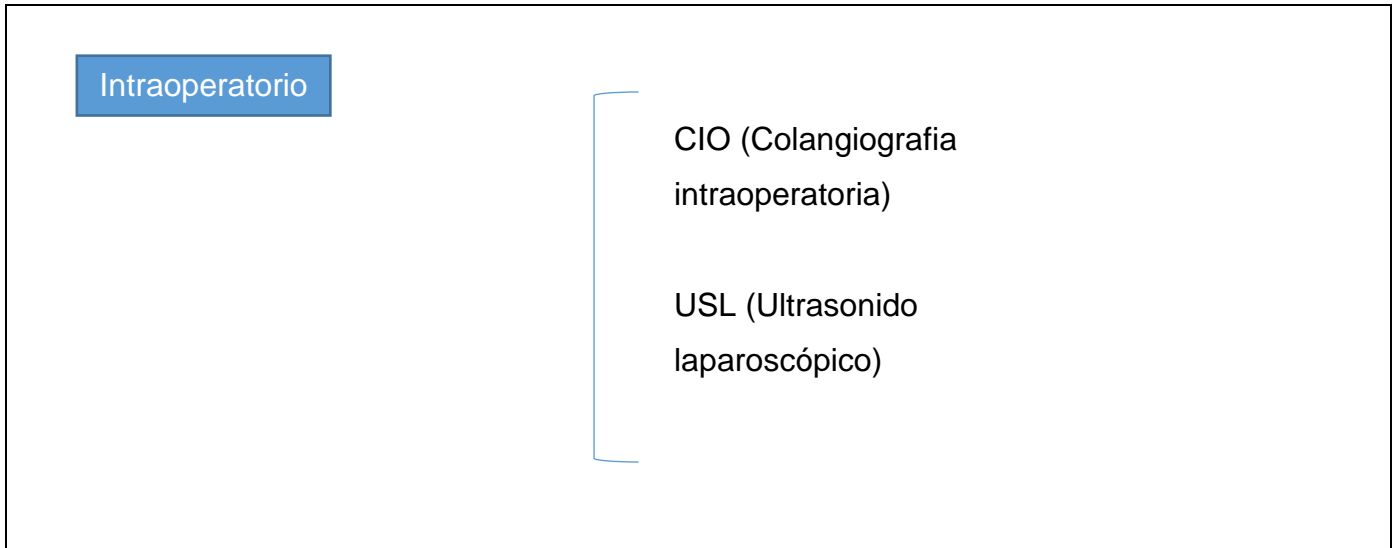 Intraoperatorio
CIO (Colangiografia
intraoperatoria)
USL (Ultrasonido
laparoscópico)